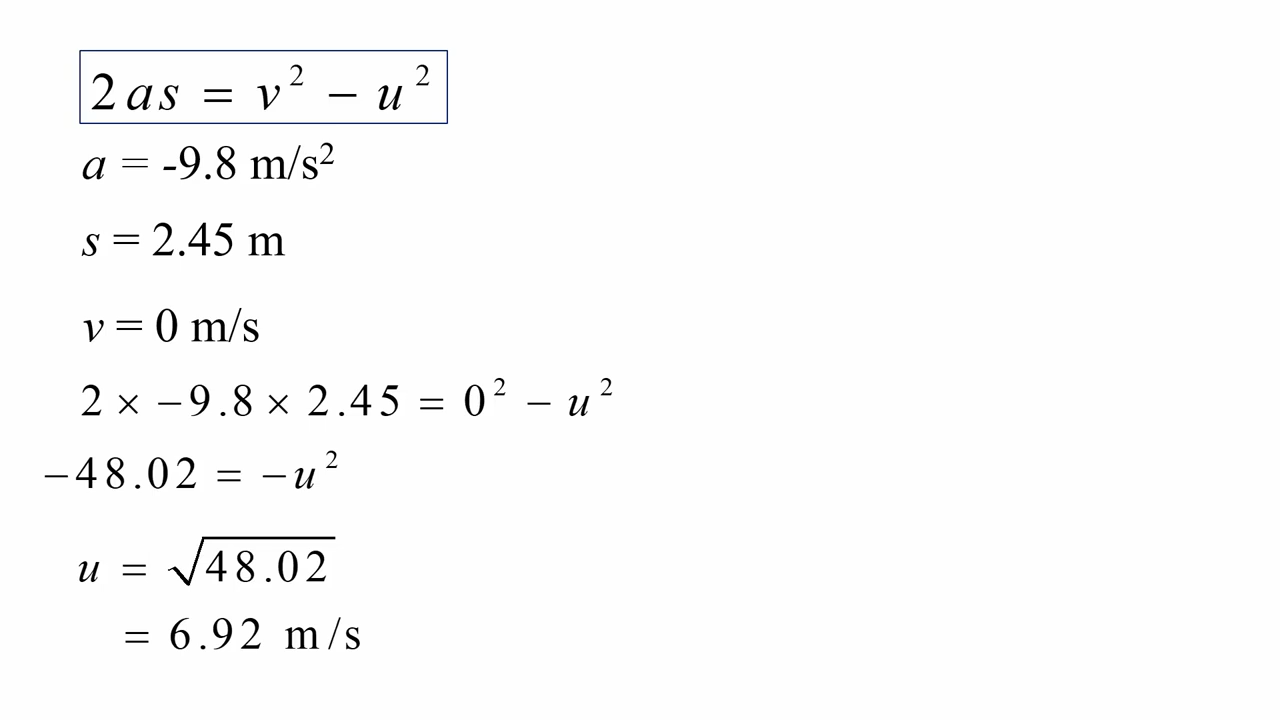 2as = v² − u²
a = -9.8 m/s²
s = 2.45 m
v = 0 m/s
2 × −9.8 × 2.45 = 0² − u²
−48.02 = −u²
u = √48.02
= 6.92 m/s